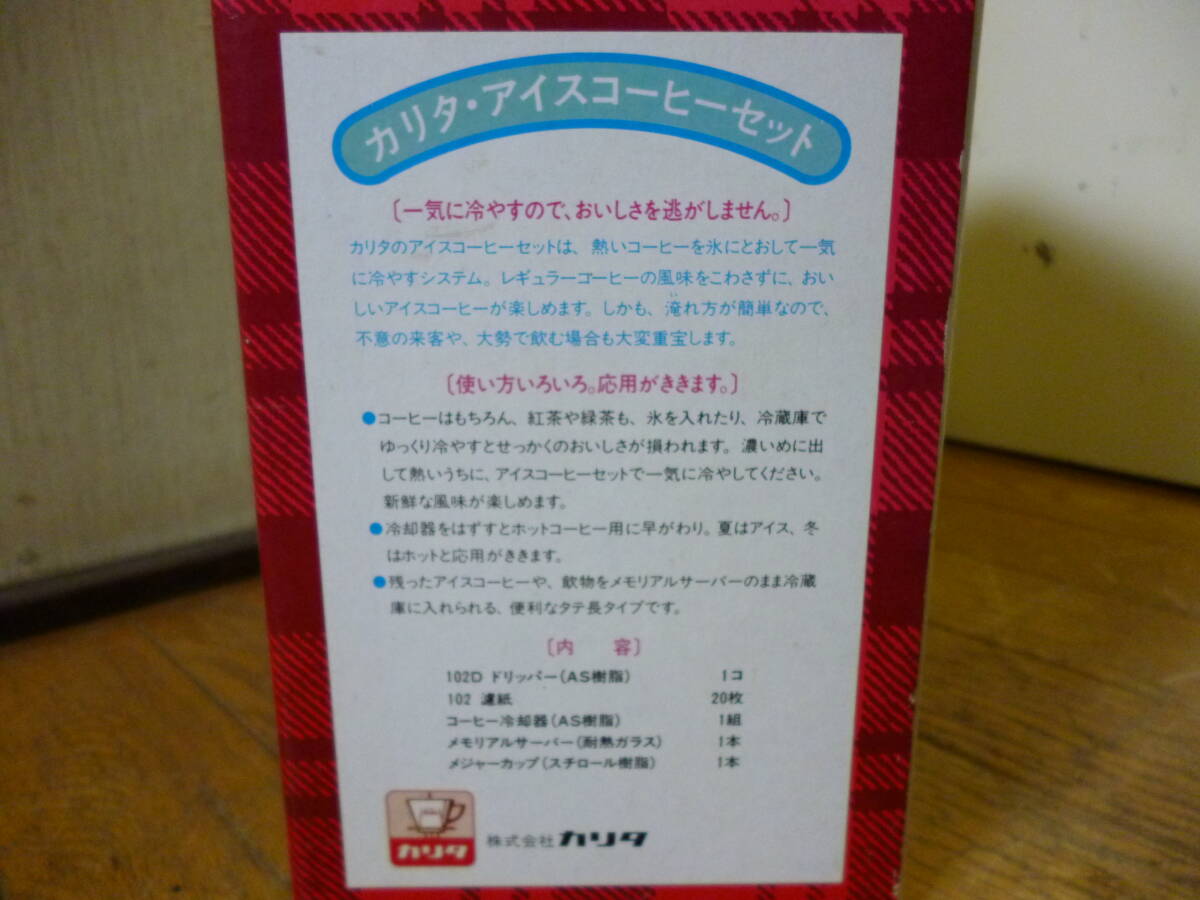 カリタ・アイスコーヒーセット
〔一気に冷やすので、おいしさを逃がしません。〕
カリタのアイスコーヒーセットは、熱いコーヒーを氷にとおして一気
に冷やすシステム。レギュラーコーヒーの風味をこわさずに、おい
しいアイスコーヒーが楽しめます。しかも、淹れ方が簡単なので、
不意の来客や、大勢で飲む場合も大変重宝します。
〔使い方いろいろ。応用がききます。〕
●コーヒーはもちろん、紅茶や緑茶も、氷を入れたり、冷蔵庫で
ゆっくり冷やすとせっかくのおいしさが損われます。濃いめに出
して熱いうちに、アイスコーヒーセットで一気に冷やしてください。
新鮮な風味が楽しめます。
●冷却器をはずすとホットコーヒー用に早がわり。夏はアイス、冬
はホットと応用がききます。
●残ったアイスコーヒーや、飲物をメモリアルサーバーのまま冷蔵
庫に入れられる、便利なタテ長タイプです。
〔内 容〕
102D ドリッパー(AS樹脂) 1コ
102 濾紙 20枚
コーヒー冷却器(AS樹脂) 1組
メモリアルサーバー(耐熱ガラス) 1本
メジャーカップ(スチロール樹脂) 1本
カリタ
株式会社カリタ